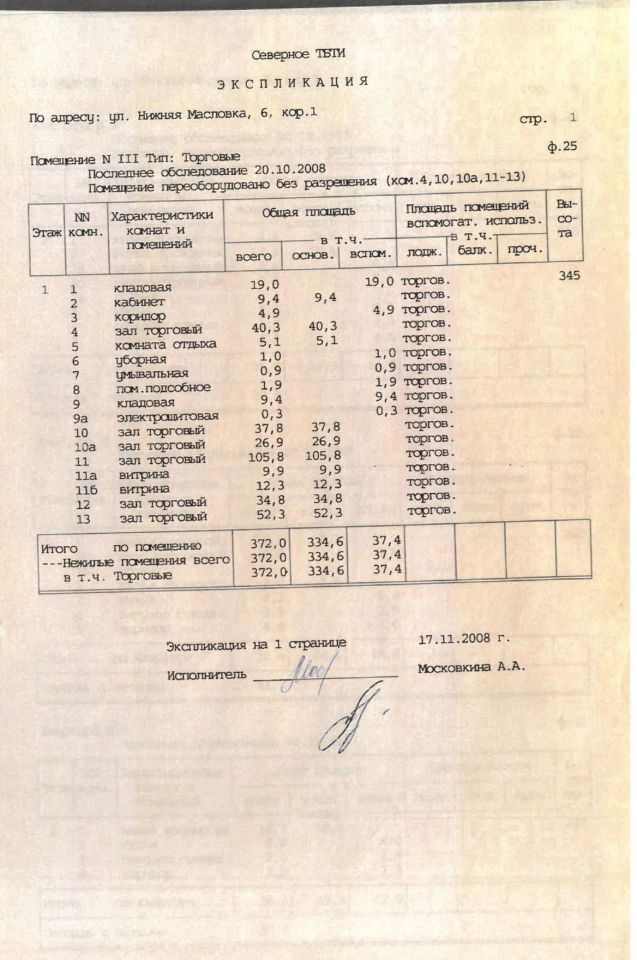 Северное ТБТИ
ЭКСПЛИКАЦИЯ
По адресу: ул. Нижняя Масловка, 6, кор.1
стр. 1
ф.25
Помещение N III Тип: Торговые
Последнее обследование 20.10.2008
Помещение переоборудовано без разрешения (ком.4,10,10а,11-13)
Этаж NN комн. Характеристики комнат и помещений Общая площадь Площадь помещений вспомогат. использ. Вы-со-та
всего в т.ч. основ. вспом. в т.ч. лодж. балк. проч.
1 1 кладовая 19,0 19,0 торгов. 345
2 кабинет 9,4 9,4 торгов.
3 коридор 4,9 4,9 торгов.
4 зал торговый 40,3 40,3 торгов.
5 комната отдыха 5,1 5,1 торгов.
6 уборная 1,0 1,0 торгов.
7 умывальная 0,9 0,9 торгов.
8 пом.подсобное 1,9 1,9 торгов.
9 кладовая 9,4 9,4 торгов.
9а электрощитовая 0,3 0,3 торгов.
10 зал торговый 37,8 37,8 торгов.
10а зал торговый 26,9 26,9 торгов.
11 зал торговый 105,8 105,8 торгов.
11а витрина 9,9 9,9 торгов.
11б витрина 12,3 12,3 торгов.
12 зал торговый 34,8 34,8 торгов.
13 зал торговый 52,3 52,3 торгов.
Итого по помещению 372,0 334,6 37,4
---Нежилые помещения всего 372,0 334,6 37,4
в т.ч. Торговые 372,0 334,6 37,4
Экспликация на 1 странице 17.11.2008 г.
Исполнитель Московкина А.А.